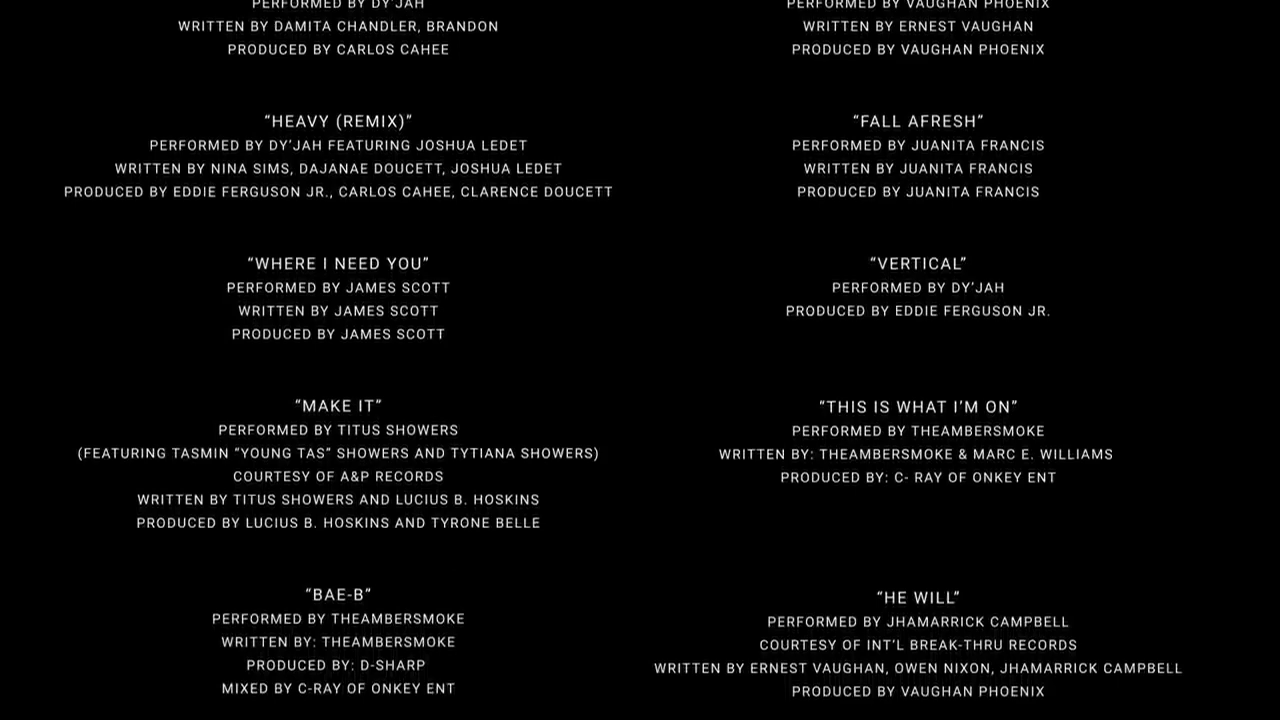 PERFORMED BY DY'JAH
WRITTEN BY DAMITA CHANDLER, BRANDON
PRODUCED BY CARLOS CAHEE
“HEAVY (REMIX)”
PERFORMED BY DY'JAH FEATURING JOSHUA LEDET
WRITTEN BY NINA SIMS, DAJANAE DOUCETT, JOSHUA LEDET
PRODUCED BY EDDIE FERGUSON JR., CARLOS CAHEE, CLARENCE DOUCETT
“WHERE I NEED YOU”
PERFORMED BY JAMES SCOTT
WRITTEN BY JAMES SCOTT
PRODUCED BY JAMES SCOTT
“MAKE IT”
PERFORMED BY TITUS SHOWERS
(FEATURING TASMIN “YOUNG TAS” SHOWERS AND TYTIANA SHOWERS)
COURTESY OF A&P RECORDS
WRITTEN BY TITUS SHOWERS AND LUCIUS B. HOSKINS
PRODUCED BY LUCIUS B. HOSKINS AND TYRONE BELLE
“BAE-B”
PERFORMED BY THEAMBERSMOKE
WRITTEN BY: THEAMBERSMOKE
PRODUCED BY: D-SHARP
MIXED BY C-RAY OF ONKEY ENT
PERFORMED BY VAUGHAN PHOENIX
WRITTEN BY ERNEST VAUGHAN
PRODUCED BY VAUGHAN PHOENIX
“FALL AFRESH”
PERFORMED BY JUANITA FRANCIS
WRITTEN BY JUANITA FRANCIS
PRODUCED BY JUANITA FRANCIS
“VERTICAL”
PERFORMED BY DY’JAH
PRODUCED BY EDDIE FERGUSON JR.
“THIS IS WHAT I’M ON”
PERFORMED BY THEAMBERSMOKE
WRITTEN BY: THEAMBERSMOKE & MARC E. WILLIAMS
PRODUCED BY: C- RAY OF ONKEY ENT
“HE WILL”
PERFORMED BY JHAMARRICK CAMPBELL
COURTESY OF INT’L BREAK-THRU RECORDS
WRITTEN BY ERNEST VAUGHAN, OWEN NIXON, JHAMARRICK CAMPBELL
PRODUCED BY VAUGHAN PHOENIX